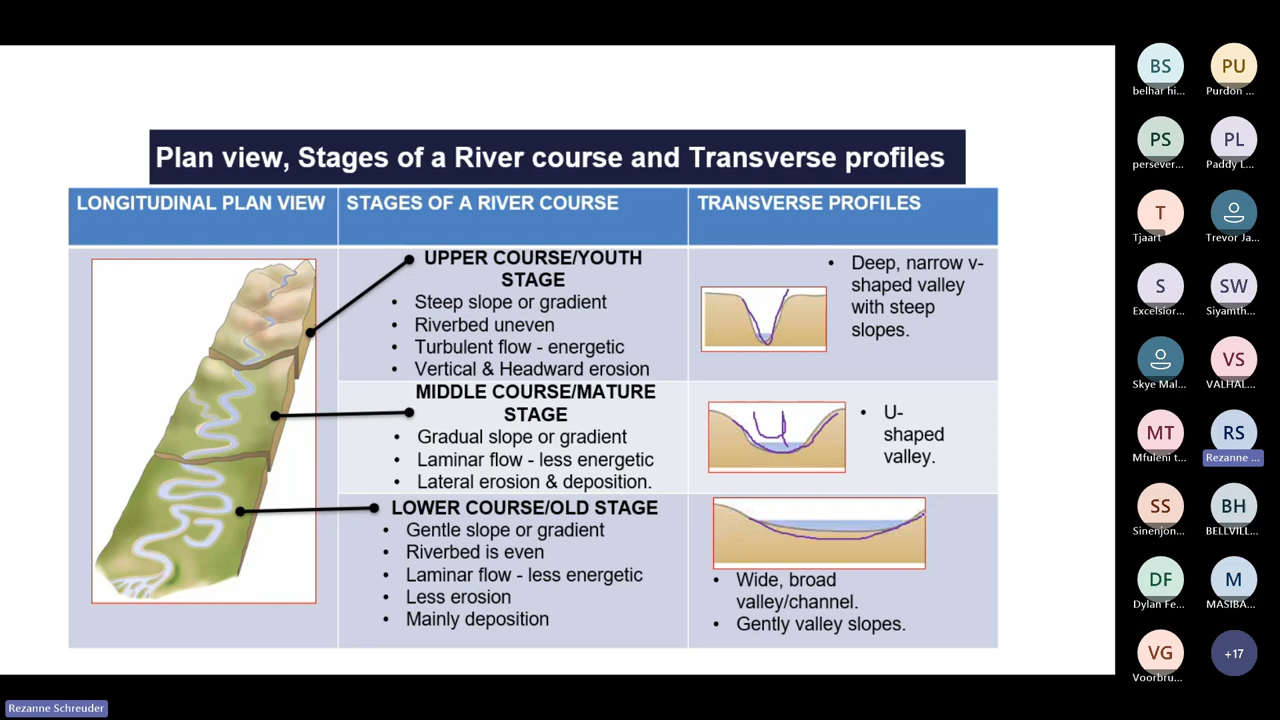 Plan view, Stages of a River course and Transverse profiles
LONGITUDINAL PLAN VIEW
STAGES OF A RIVER COURSE
TRANSVERSE PROFILES
UPPER COURSE/YOUTH
STAGE
• Steep slope or gradient
• Riverbed uneven
• Turbulent flow - energetic
• Vertical & Headward erosion
• Deep, narrow v-
shaped valley
with steep
slopes.
MIDDLE COURSE/MATURE
STAGE
• Gradual slope or gradient
• Laminar flow - less energetic
• Lateral erosion & deposition.
• U-
shaped
valley.
LOWER COURSE/OLD STAGE
• Gentle slope or gradient
• Riverbed is even
• Laminar flow - less energetic
• Less erosion
• Mainly deposition
• Wide, broad
valley/channel.
• Gently valley slopes.
BS
belhar hi...
PU
Purdon ...
PS
persever...
PL
Paddy L...
T
Tjaart
Trevor Ja...
S
Excelsior...
SW
Siyamth...
Skye Mal...
VS
VALHAL...
MT
Mfuleni t...
RS
Rezanne ...
SS
Sinenjon...
BH
BELLVILL...
DF
Dylan Fe...
M
MASIBA...
VG
Voorbru...
+17
Rezanne Schreuder